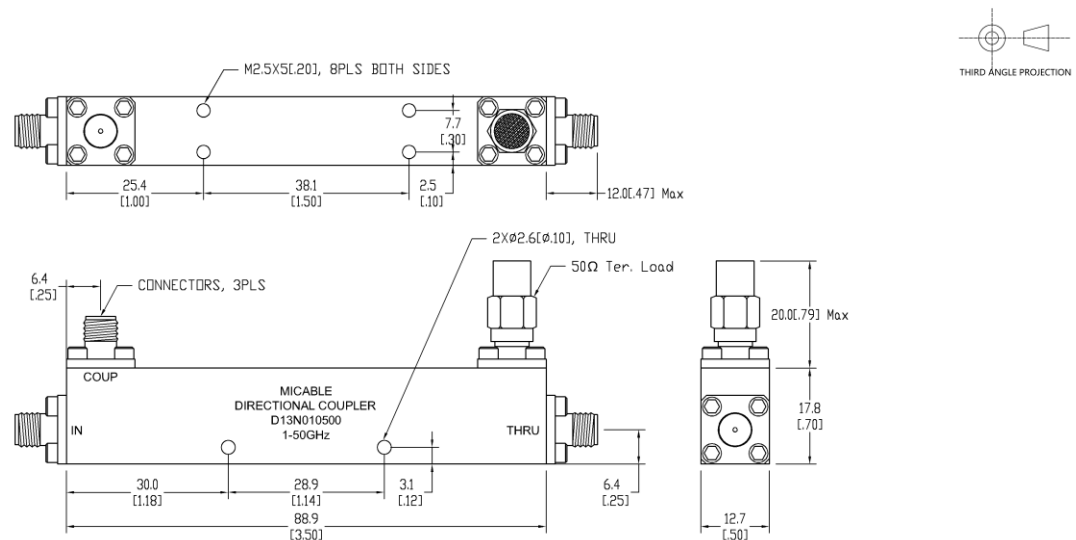 THIRD ANGLE PROJECTION
M2.5X5[.20], 8PLS BOTH SIDES
7.7
[.30]
25.4
[1.00]
38.1
[1.50]
2.5
[.10]
12.0[.47] Max
2XØ2.6[Ø.10], THRU
50Ω Ter. Load
6.4
[.25]
CONNECTORS, 3PLS
20.0[.79] Max
COUP
MICABLE
DIRECTIONAL COUPLER
D13N010500
1-50GHz
IN
THRU
17.8
[.70]
30.0
[1.18]
28.9
[1.14]
3.1
[.12]
6.4
[.25]
88.9
[3.50]
12.7
[.50]